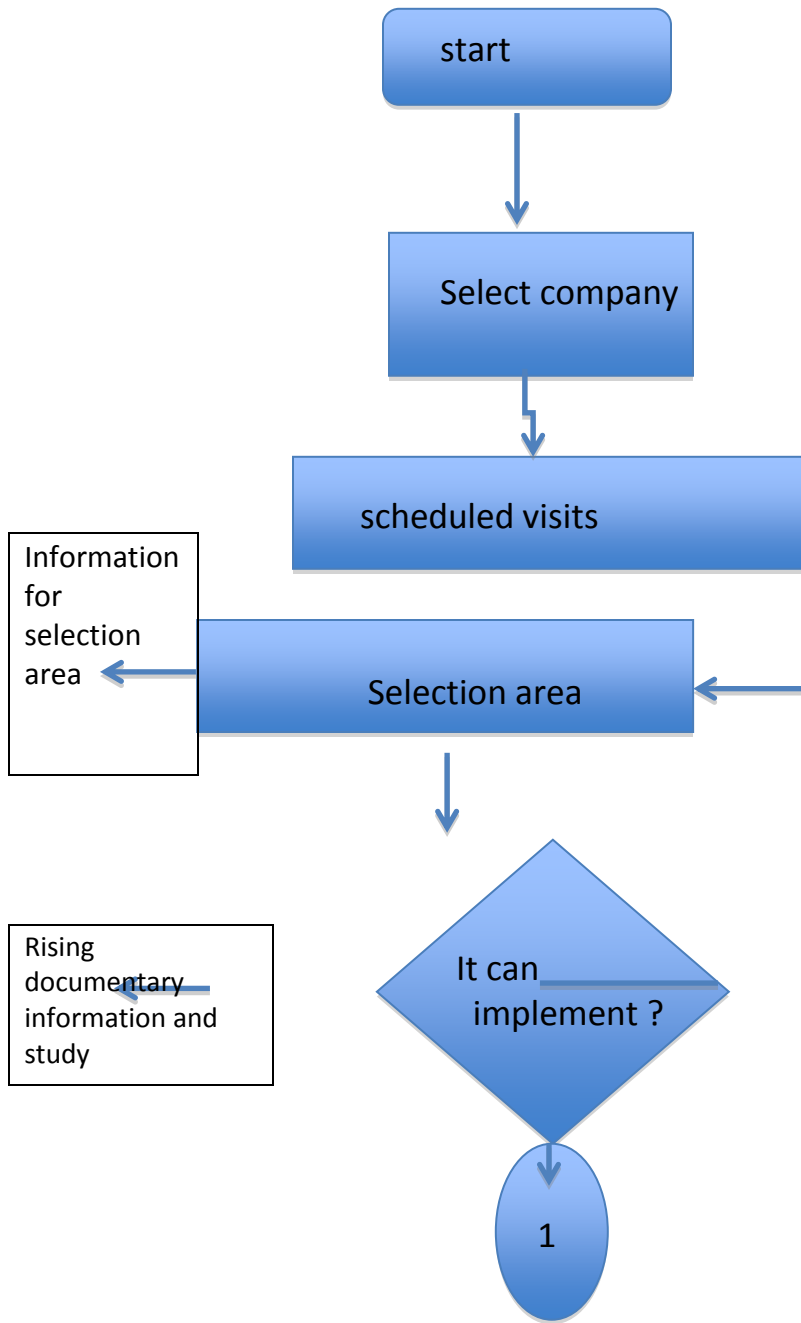 start
Select company
scheduled visits
Information
for
selection
area
Selection area
Rising
documentary
information and
study
It can
implement ?
1